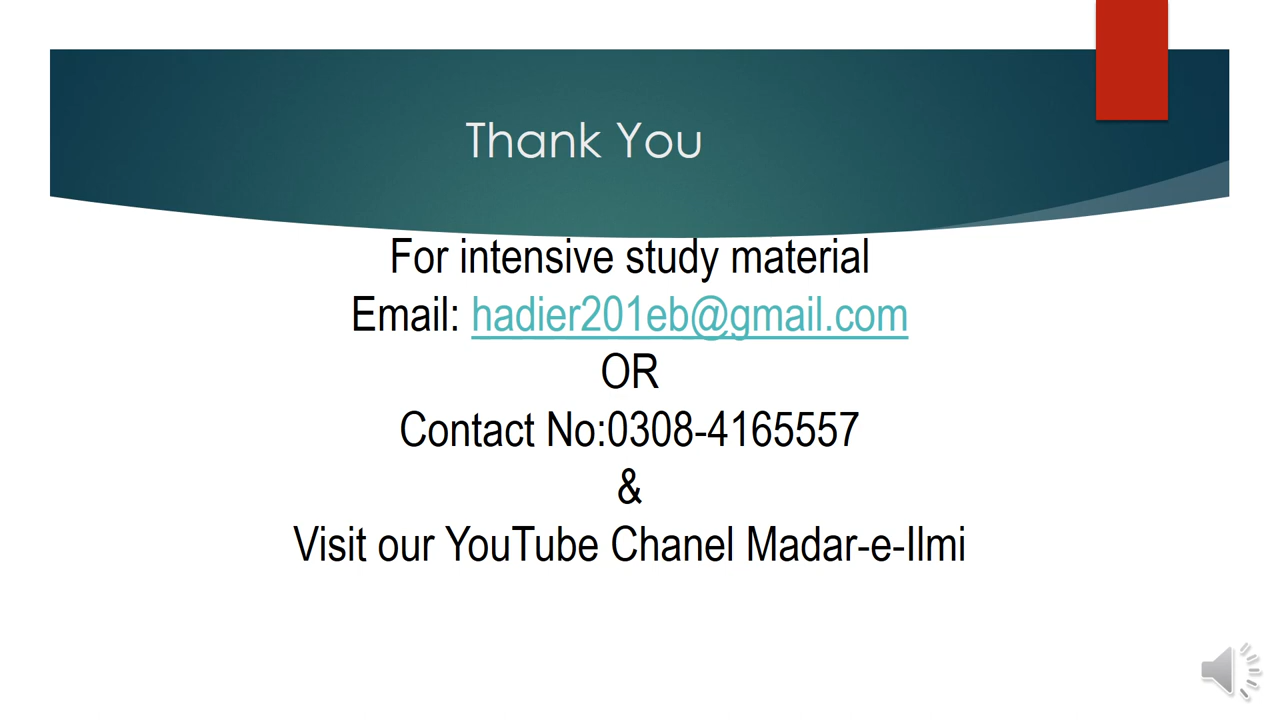 Thank You
For intensive study material
Email: hadier201eb@gmail.com
OR
Contact No:0308-4165557
&
Visit our YouTube Chanel Madar-e-Ilmi